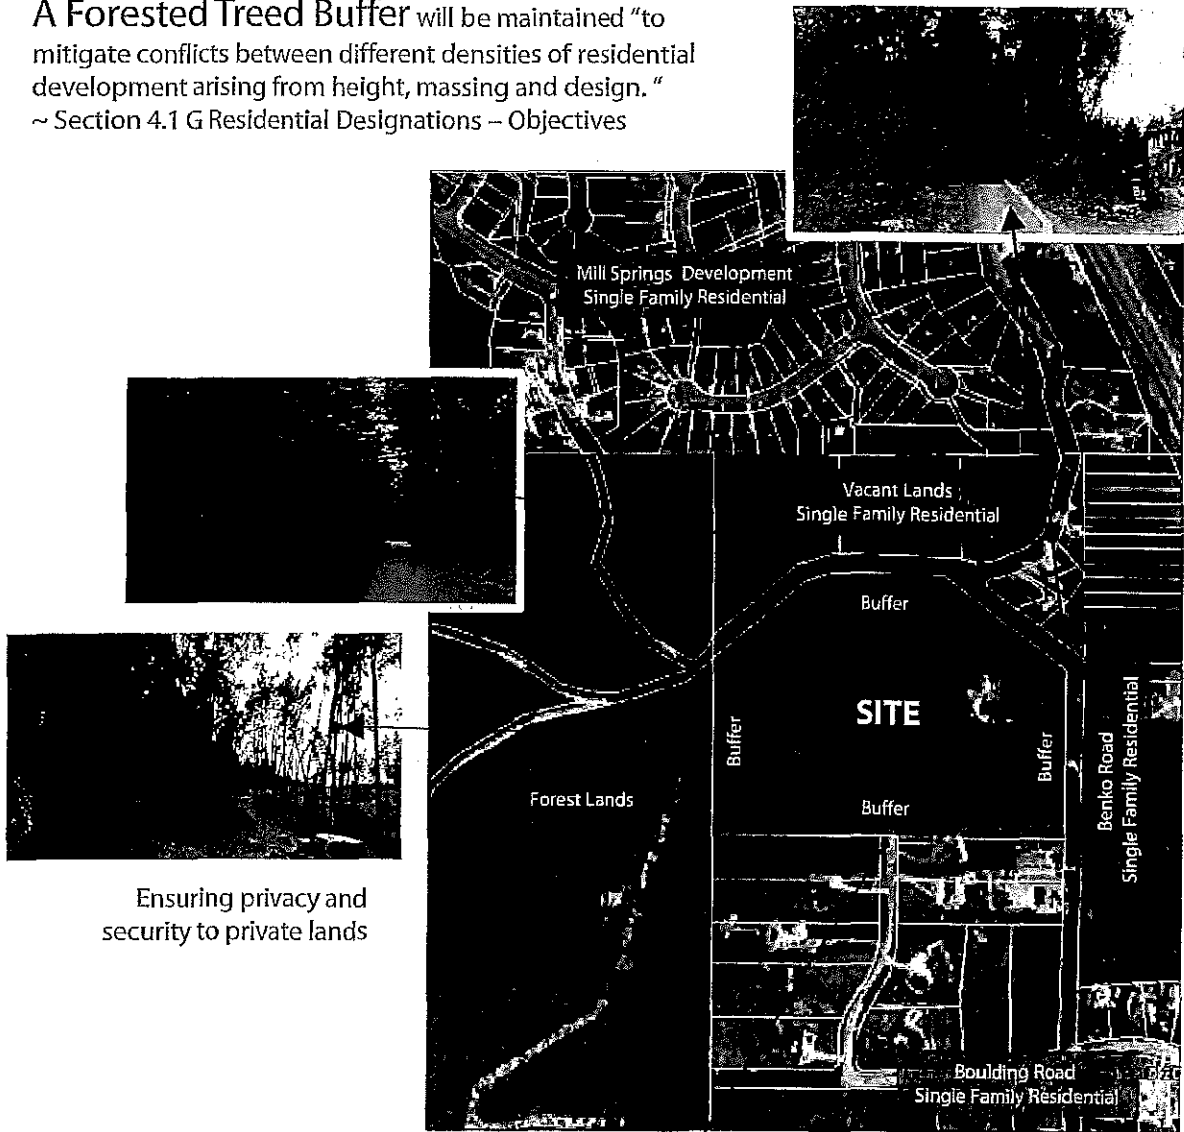 A Forested Treed Buffer will be maintained "to
mitigate conflicts between different densities of residential
development arising from height, massing and design. "
~ Section 4.1 G Residential Designations – Objectives
Mill Springs Development
Single Family Residential
Vacant Lands
Single Family Residential
Buffer
SITE
Buffer
Buffer
Benko Road
Single Family Residential
Forest Lands
Buffer
Ensuring privacy and
security to private lands
Boulding Road
Single Family Residential